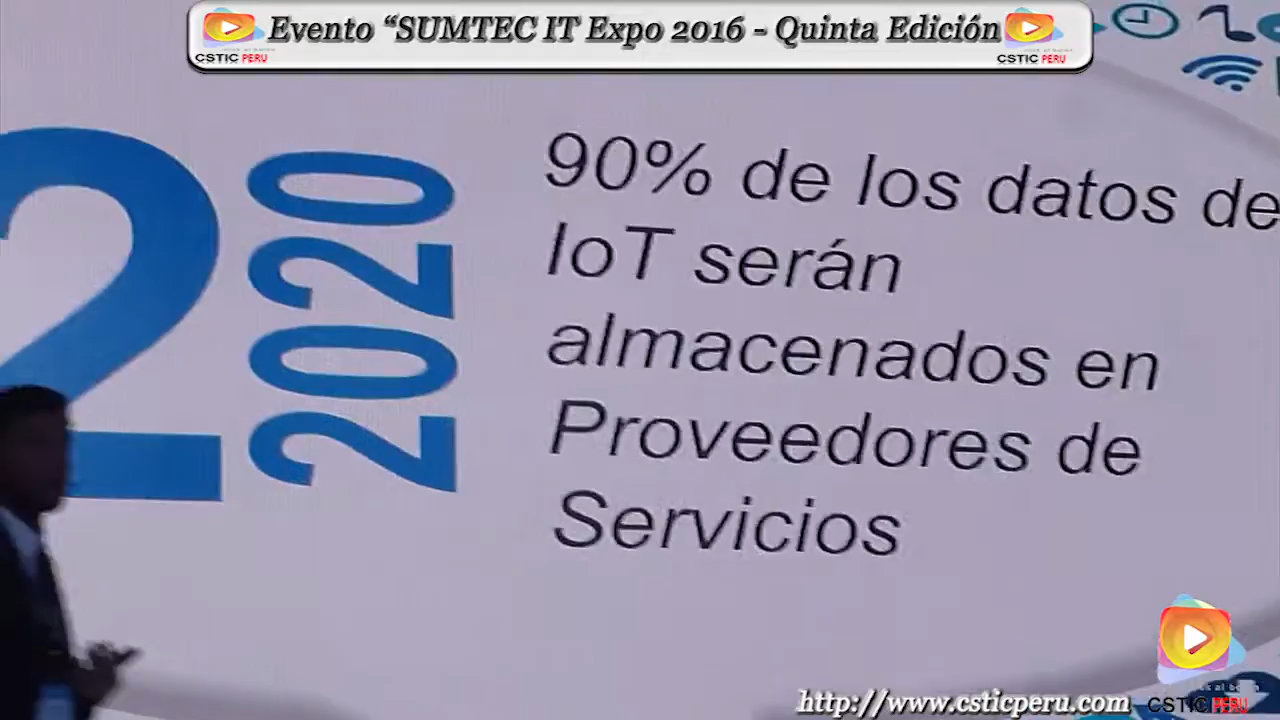 Evento “SUMTEC IT Expo 2016 - Quinta Edición
CSTIC PERU
CSTIC PERU
2
2020
90% de los datos de
IoT serán
almacenados en
Proveedores de
Servicios
http://www.csticperu.com
CSTIC PERU